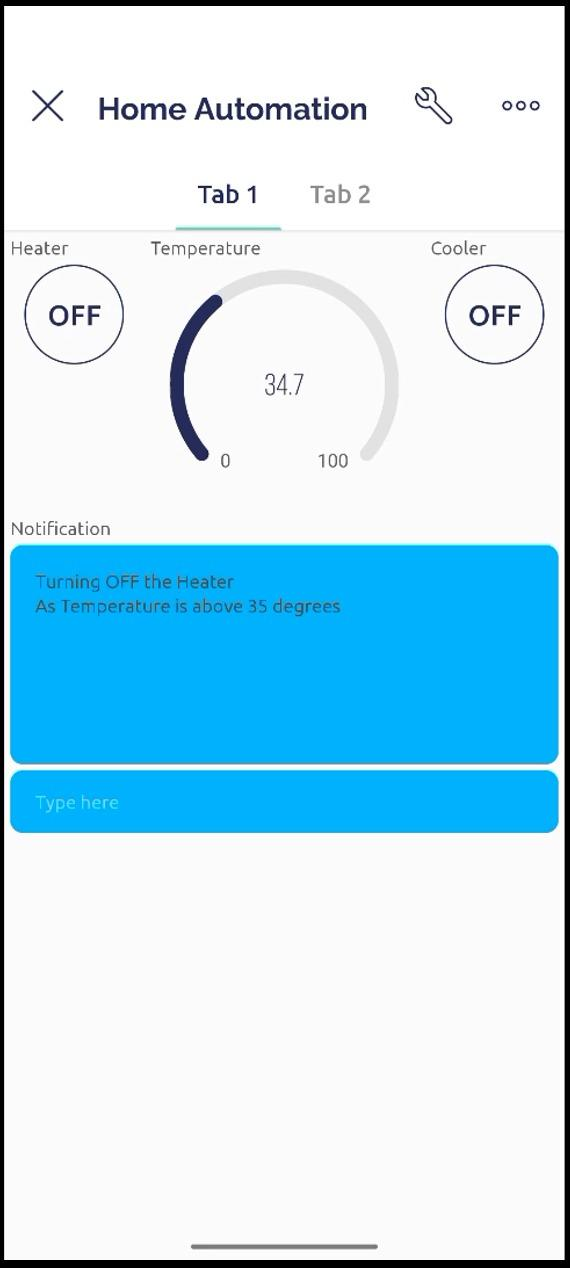 Home Automation
Tab 1 Tab 2
Heater Temperature Cooler
OFF 34.7 OFF
0 100
Notification
Turning OFF the Heater
As Temperature is above 35 degrees
Type here